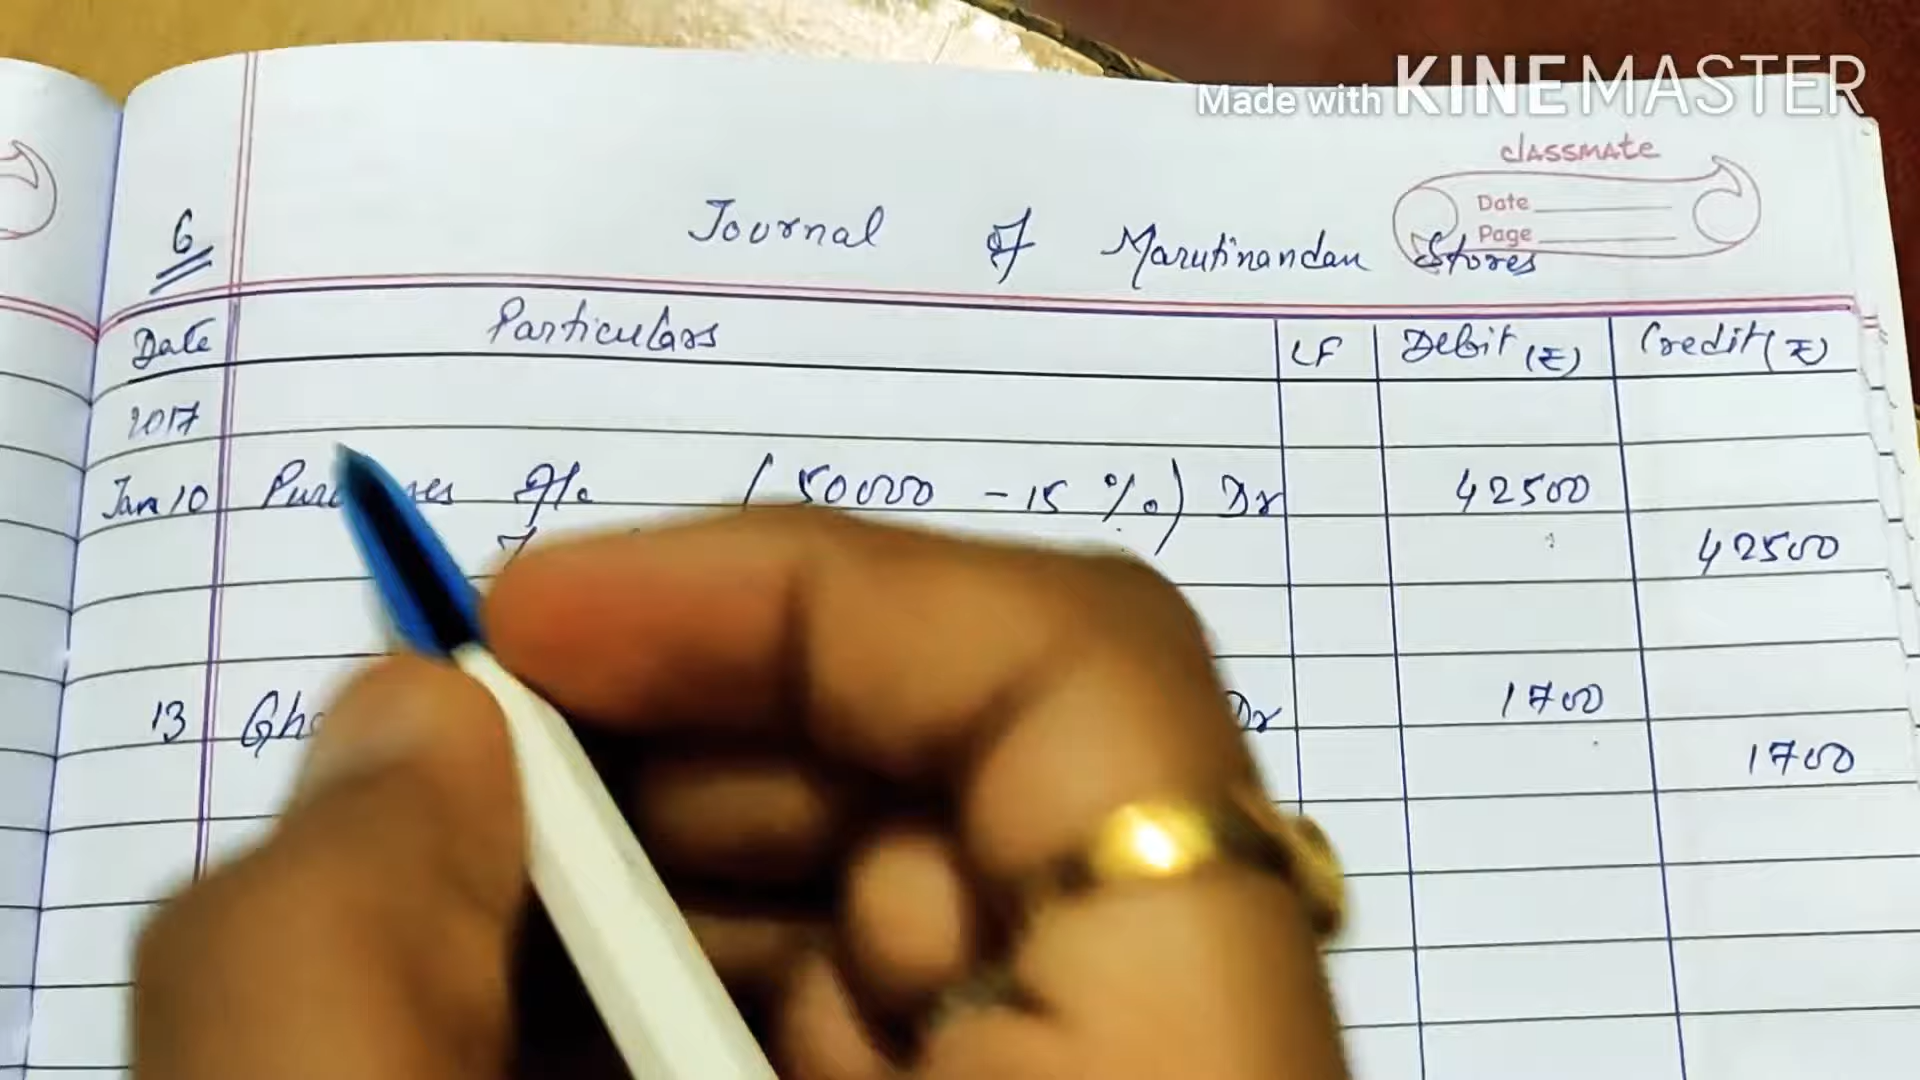 Made with KINEMASTER
classmate
Date
Page
6
Journal of Marutinandan Stores
Date Particulars LF Debit (₹) Credit (₹)
2017
Jan 10 A/c (50000 - 15%) Dr 42500
42500
13 Dr 1700
1700